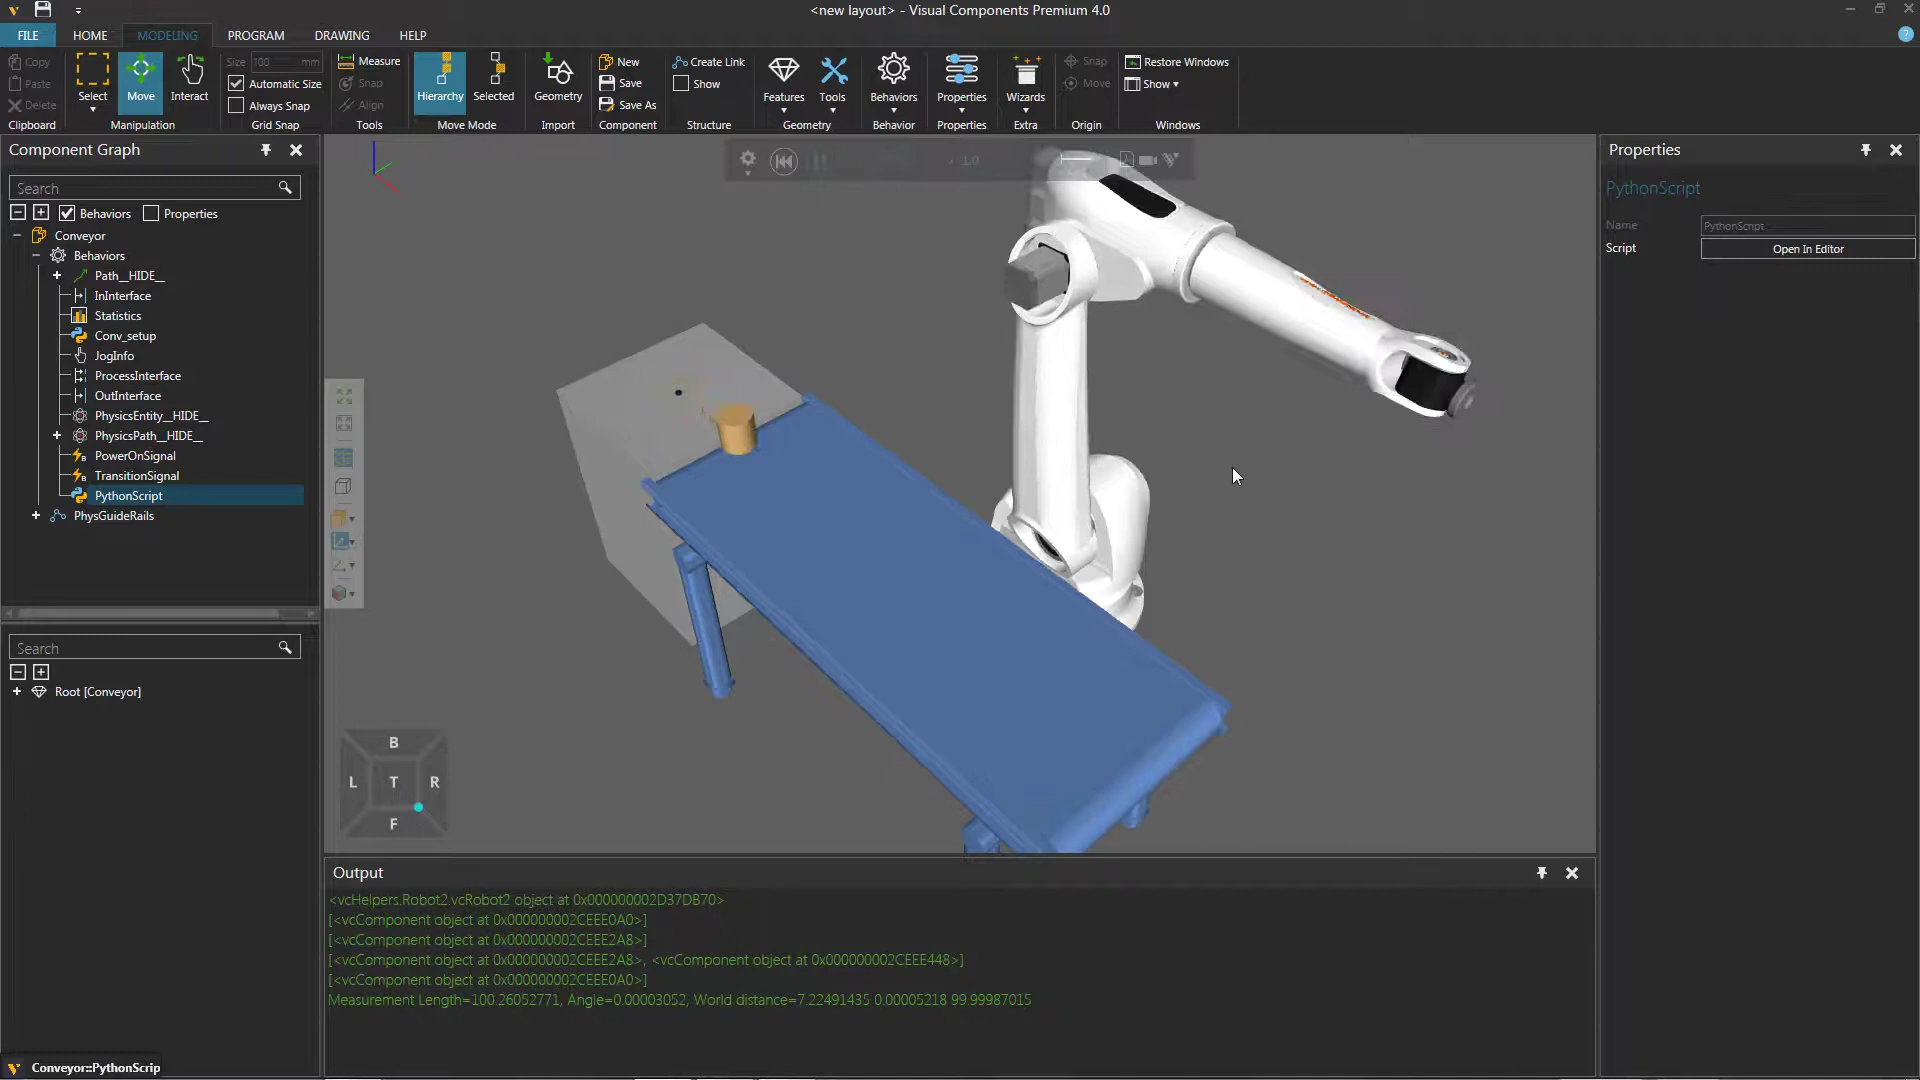 <new layout> - Visual Components Premium 4.0
FILE HOME MODELING PROGRAM DRAWING HELP
Copy
Paste
Delete
Clipboard
Select
Move
Interact
Manipulation
Size 100 mm
Automatic Size
Always Snap
Grid Snap
Measure
Snap
Align
Tools
Hierarchy
Selected
Move Mode
Geometry
Import
New
Save
Save As
Component
Create Link
Show
Structure
Features
Tools
Geometry
Behaviors
Behavior
Properties
Properties
Wizards
Extra
Snap
Move
Origin
Restore Windows
Show
Windows
Component Graph
Search
Behaviors Properties
Conveyor
Behaviors
Path__HIDE__
InInterface
Statistics
Conv_setup
JogInfo
ProcessInterface
OutInterface
PhysicsEntity__HIDE__
PhysicsPath__HIDE__
PowerOnSignal
TransitionSignal
PythonScript
PhysGuideRails
Search
Root [Conveyor]
Conveyor::PythonScrip
1.0
B
L T R
F
Output
<vcHelpers.Robot2.vcRobot2 object at 0x000000002D37DB70>
[<vcComponent object at 0x000000002CEEE0A0>]
[<vcComponent object at 0x000000002CEEE2A8>]
[<vcComponent object at 0x000000002CEEE2A8>, <vcComponent object at 0x000000002CEEE448>]
[<vcComponent object at 0x000000002CEEE0A0>]
Measurement Length=100.26052771, Angle=0.00003052, World distance=7.22491435 0.00005218 99.99987015
Properties
PythonScript
Name PythonScript
Script Open In Editor